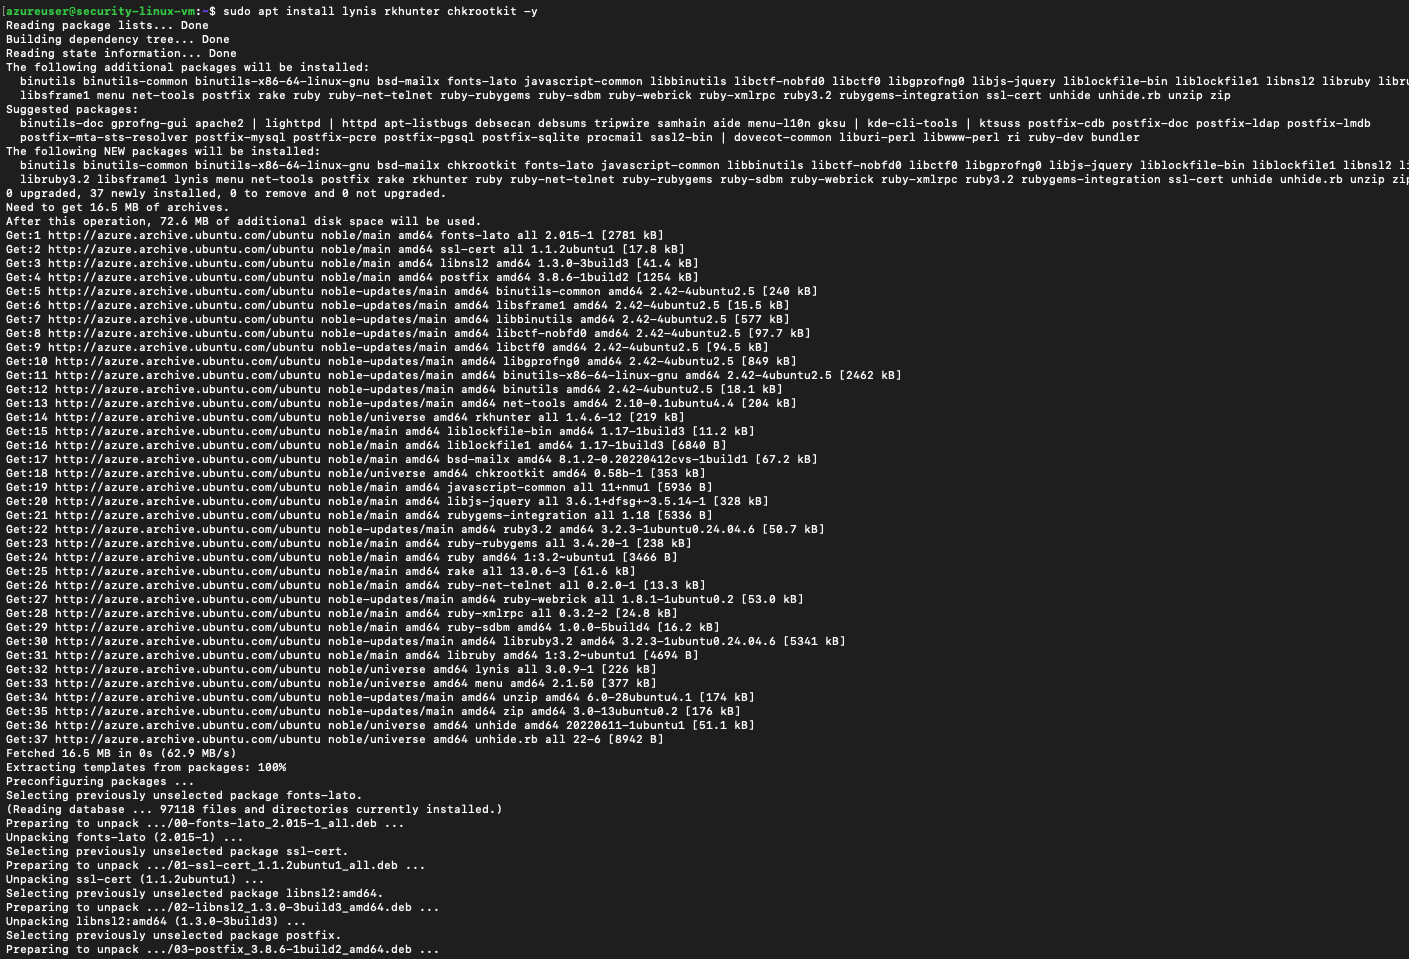 [azureuser@security-linux-vm:~$ sudo apt install lynis rkhunter chkrootkit -y
Reading package lists... Done
Building dependency tree... Done
Reading state information... Done
The following additional packages will be installed:
  binutils binutils-common binutils-x86-64-linux-gnu bsd-mailx fonts-lato javascript-common libbinutils libctf-nobfd0 libctf0 libgprofng0 libjs-jquery liblockfile-bin liblockfile1 libnsl2 libruby libru
  libsframe1 menu net-tools postfix rake ruby ruby-net-telnet ruby-rubygems ruby-sdbm ruby-webrick ruby-xmlrpc ruby3.2 rubygems-integration ssl-cert unhide unhide.rb unzip zip
Suggested packages:
  binutils-doc gprofng-gui apache2 | lighttpd | httpd apt-listbugs debsecan debsums tripwire samhain aide menu-l10n gksu | kde-cli-tools | ktsuss postfix-cdb postfix-doc postfix-ldap postfix-lmdb
  postfix-mta-sts-resolver postfix-mysql postfix-pcre postfix-pgsql postfix-sqlite procmail sasl2-bin | dovecot-common liburi-perl libwww-perl ri ruby-dev bundler
The following NEW packages will be installed:
  binutils binutils-common binutils-x86-64-linux-gnu bsd-mailx chkrootkit fonts-lato javascript-common libbinutils libctf-nobfd0 libctf0 libgprofng0 libjs-jquery liblockfile-bin liblockfile1 libnsl2 li
  libruby3.2 libsframe1 lynis menu net-tools postfix rake rkhunter ruby ruby-net-telnet ruby-rubygems ruby-sdbm ruby-webrick ruby-xmlrpc ruby3.2 rubygems-integration ssl-cert unhide unhide.rb unzip zip
0 upgraded, 37 newly installed, 0 to remove and 0 not upgraded.
Need to get 16.5 MB of archives.
After this operation, 72.6 MB of additional disk space will be used.
Get:1 http://azure.archive.ubuntu.com/ubuntu noble/main amd64 fonts-lato all 2.015-1 [2781 kB]
Get:2 http://azure.archive.ubuntu.com/ubuntu noble/main amd64 ssl-cert all 1.1.2ubuntu1 [17.8 kB]
Get:3 http://azure.archive.ubuntu.com/ubuntu noble/main amd64 libnsl2 amd64 1.3.0-3build3 [41.4 kB]
Get:4 http://azure.archive.ubuntu.com/ubuntu noble/main amd64 postfix amd64 3.8.6-1build2 [1254 kB]
Get:5 http://azure.archive.ubuntu.com/ubuntu noble-updates/main amd64 binutils-common amd64 2.42-4ubuntu2.5 [240 kB]
Get:6 http://azure.archive.ubuntu.com/ubuntu noble-updates/main amd64 libsframe1 amd64 2.42-4ubuntu2.5 [15.5 kB]
Get:7 http://azure.archive.ubuntu.com/ubuntu noble-updates/main amd64 libbinutils amd64 2.42-4ubuntu2.5 [577 kB]
Get:8 http://azure.archive.ubuntu.com/ubuntu noble-updates/main amd64 libctf-nobfd0 amd64 2.42-4ubuntu2.5 [97.7 kB]
Get:9 http://azure.archive.ubuntu.com/ubuntu noble-updates/main amd64 libctf0 amd64 2.42-4ubuntu2.5 [94.5 kB]
Get:10 http://azure.archive.ubuntu.com/ubuntu noble-updates/main amd64 libgprofng0 amd64 2.42-4ubuntu2.5 [849 kB]
Get:11 http://azure.archive.ubuntu.com/ubuntu noble-updates/main amd64 binutils-x86-64-linux-gnu amd64 2.42-4ubuntu2.5 [2462 kB]
Get:12 http://azure.archive.ubuntu.com/ubuntu noble-updates/main amd64 binutils amd64 2.42-4ubuntu2.5 [18.1 kB]
Get:13 http://azure.archive.ubuntu.com/ubuntu noble-updates/main amd64 net-tools amd64 2.10-0.1ubuntu4.4 [204 kB]
Get:14 http://azure.archive.ubuntu.com/ubuntu noble/universe amd64 rkhunter all 1.4.6-12 [219 kB]
Get:15 http://azure.archive.ubuntu.com/ubuntu noble/main amd64 liblockfile-bin amd64 1.17-1build3 [11.2 kB]
Get:16 http://azure.archive.ubuntu.com/ubuntu noble/main amd64 liblockfile1 amd64 1.17-1build3 [6840 B]
Get:17 http://azure.archive.ubuntu.com/ubuntu noble/main amd64 bsd-mailx amd64 8.1.2-0.20220412cvs-1build1 [67.2 kB]
Get:18 http://azure.archive.ubuntu.com/ubuntu noble/universe amd64 chkrootkit amd64 0.58b-1 [353 kB]
Get:19 http://azure.archive.ubuntu.com/ubuntu noble/main amd64 javascript-common all 11+nmu1 [5936 B]
Get:20 http://azure.archive.ubuntu.com/ubuntu noble/main amd64 libjs-jquery all 3.6.1+dfsg+~3.5.14-1 [328 kB]
Get:21 http://azure.archive.ubuntu.com/ubuntu noble/main amd64 rubygems-integration all 1.18 [5336 B]
Get:22 http://azure.archive.ubuntu.com/ubuntu noble-updates/main amd64 ruby3.2 amd64 3.2.3-1ubuntu0.24.04.6 [50.7 kB]
Get:23 http://azure.archive.ubuntu.com/ubuntu noble/main amd64 ruby-rubygems all 3.4.20-1 [238 kB]
Get:24 http://azure.archive.ubuntu.com/ubuntu noble/main amd64 ruby amd64 1:3.2~ubuntu1 [3466 B]
Get:25 http://azure.archive.ubuntu.com/ubuntu noble/main amd64 rake all 13.0.6-3 [61.6 kB]
Get:26 http://azure.archive.ubuntu.com/ubuntu noble/main amd64 ruby-net-telnet all 0.2.0-1 [13.3 kB]
Get:27 http://azure.archive.ubuntu.com/ubuntu noble-updates/main amd64 ruby-webrick all 1.8.1-1ubuntu0.2 [53.0 kB]
Get:28 http://azure.archive.ubuntu.com/ubuntu noble/main amd64 ruby-xmlrpc all 0.3.2-2 [24.8 kB]
Get:29 http://azure.archive.ubuntu.com/ubuntu noble/main amd64 ruby-sdbm amd64 1.0.0-5build4 [16.2 kB]
Get:30 http://azure.archive.ubuntu.com/ubuntu noble-updates/main amd64 libruby3.2 amd64 3.2.3-1ubuntu0.24.04.6 [5341 kB]
Get:31 http://azure.archive.ubuntu.com/ubuntu noble/main amd64 libruby amd64 1:3.2~ubuntu1 [4694 B]
Get:32 http://azure.archive.ubuntu.com/ubuntu noble/universe amd64 lynis all 3.0.9-1 [226 kB]
Get:33 http://azure.archive.ubuntu.com/ubuntu noble/universe amd64 menu amd64 2.1.50 [377 kB]
Get:34 http://azure.archive.ubuntu.com/ubuntu noble-updates/main amd64 unzip amd64 6.0-28ubuntu4.1 [174 kB]
Get:35 http://azure.archive.ubuntu.com/ubuntu noble-updates/main amd64 zip amd64 3.0-13ubuntu0.2 [176 kB]
Get:36 http://azure.archive.ubuntu.com/ubuntu noble/universe amd64 unhide amd64 20220611-1ubuntu1 [51.1 kB]
Get:37 http://azure.archive.ubuntu.com/ubuntu noble/universe amd64 unhide.rb all 22-6 [8942 B]
Fetched 16.5 MB in 0s (62.9 MB/s)
Extracting templates from packages: 100%
Preconfiguring packages ...
Selecting previously unselected package fonts-lato.
(Reading database ... 97118 files and directories currently installed.)
Preparing to unpack .../00-fonts-lato_2.015-1_all.deb ...
Unpacking fonts-lato (2.015-1) ...
Selecting previously unselected package ssl-cert.
Preparing to unpack .../01-ssl-cert_1.1.2ubuntu1_all.deb ...
Unpacking ssl-cert (1.1.2ubuntu1) ...
Selecting previously unselected package libnsl2:amd64.
Preparing to unpack .../02-libnsl2_1.3.0-3build3_amd64.deb ...
Unpacking libnsl2:amd64 (1.3.0-3build3) ...
Selecting previously unselected package postfix.
Preparing to unpack .../03-postfix_3.8.6-1build2_amd64.deb ...